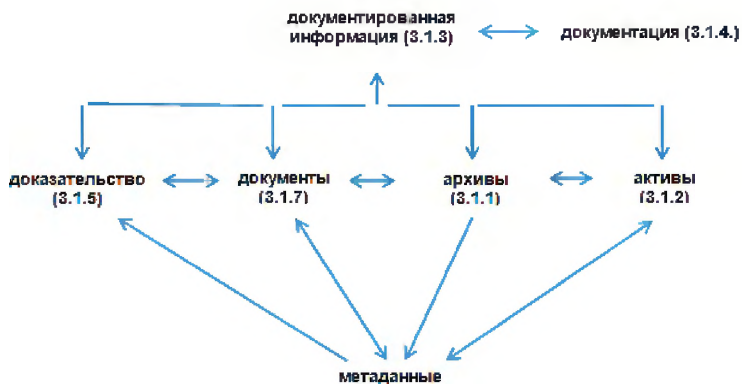 документированная
информация (3.1.3)
документация (3.1.4.)
доказательство
(3.1.5)
документы
(3.1.7)
архивы
(3.1.1)
активы
(3.1.2)
метаданные